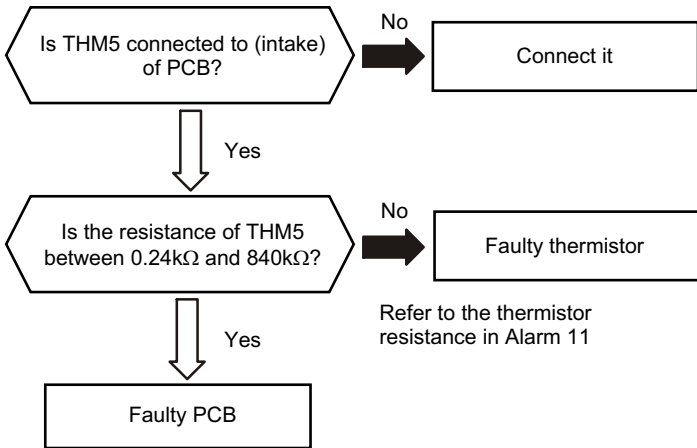 Is THM5 connected to (intake)
of PCB?
No
Connect it
Yes
Is the resistance of THM5
between 0.24kΩ and 840kΩ?
No
Faulty thermistor
Refer to the thermistor
resistance in Alarm 11
Yes
Faulty PCB